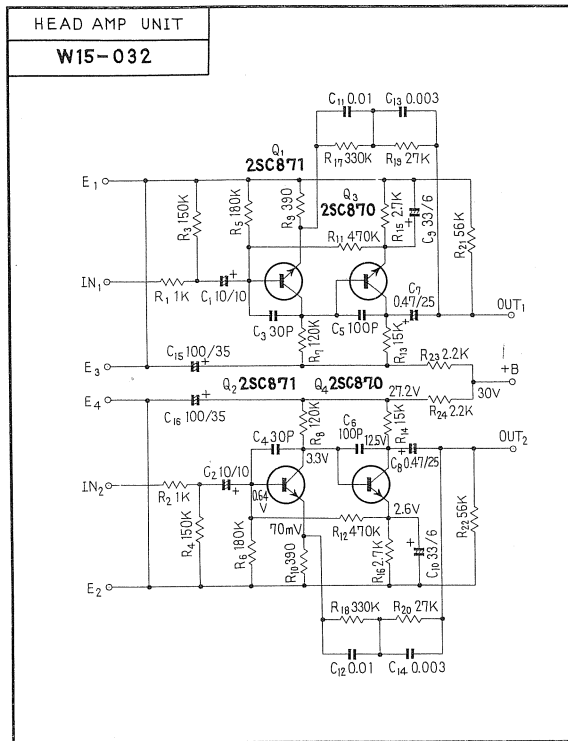 HEAD AMP UNIT
W15-032
C11 0.01
C13 0.003
R17 330K
R19 27K
Q1
2SC871
Q3
2SC870
E1
R3 150K
R5 180K
R9 390
R15 2.7K
C9 33/6
R21 56K
R11 470K
IN1
R1 1K
C1 10/10
+
+
C7
0.47/25
OUT1
C3 30P
C5 100P
R7 120K
R13 15K
+
C15 100/35
+
R23 2.2K
E3
+B
30V
Q2 2SC871
Q4 2SC870
27.2V
R24 2.2K
E4
C16 100/35
+
R8 120K
C6
100P
12.5V
R14 15K
OUT2
C4 30P
3.3V
C8 0.47/25
+
IN2
R2 1K
C2 10/10
+
0.64
V
2.6V
R4 150K
R6 180K
70mV
R12 470K
R10 390
R16 2.7K
+
C10 33/6
R22 56K
E2
R18 330K
R20 27K
C12 0.01
C14 0.003